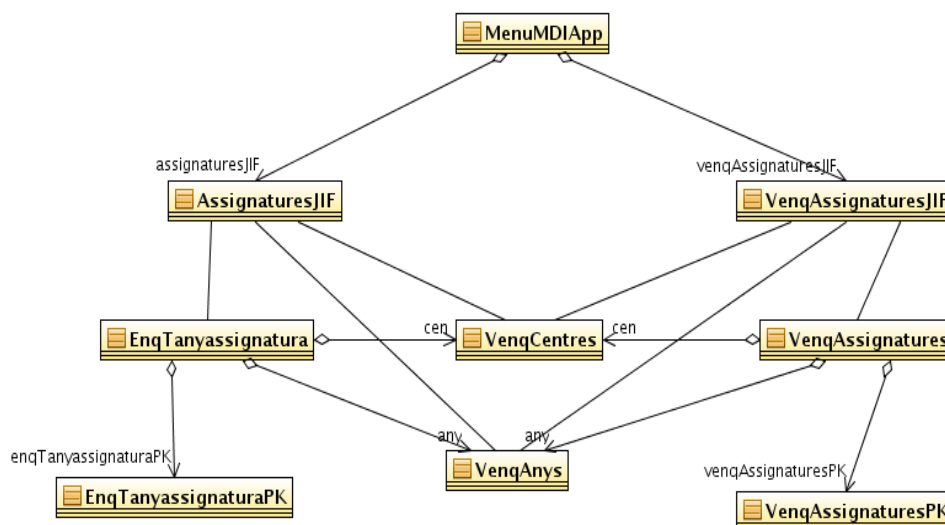 MenuMDIApp
assignaturesJIF
venqAssignaturesJIF
AssignaturesJIF
VenqAssignaturesJIF
cen
cen
EnqTanyassignatura
VenqCentres
VenqAssignatures
any
any
enqTanyassignaturaPK
VenqAnys
venqAssignaturesPK
EnqTanyassignaturaPK
VenqAssignaturesPK